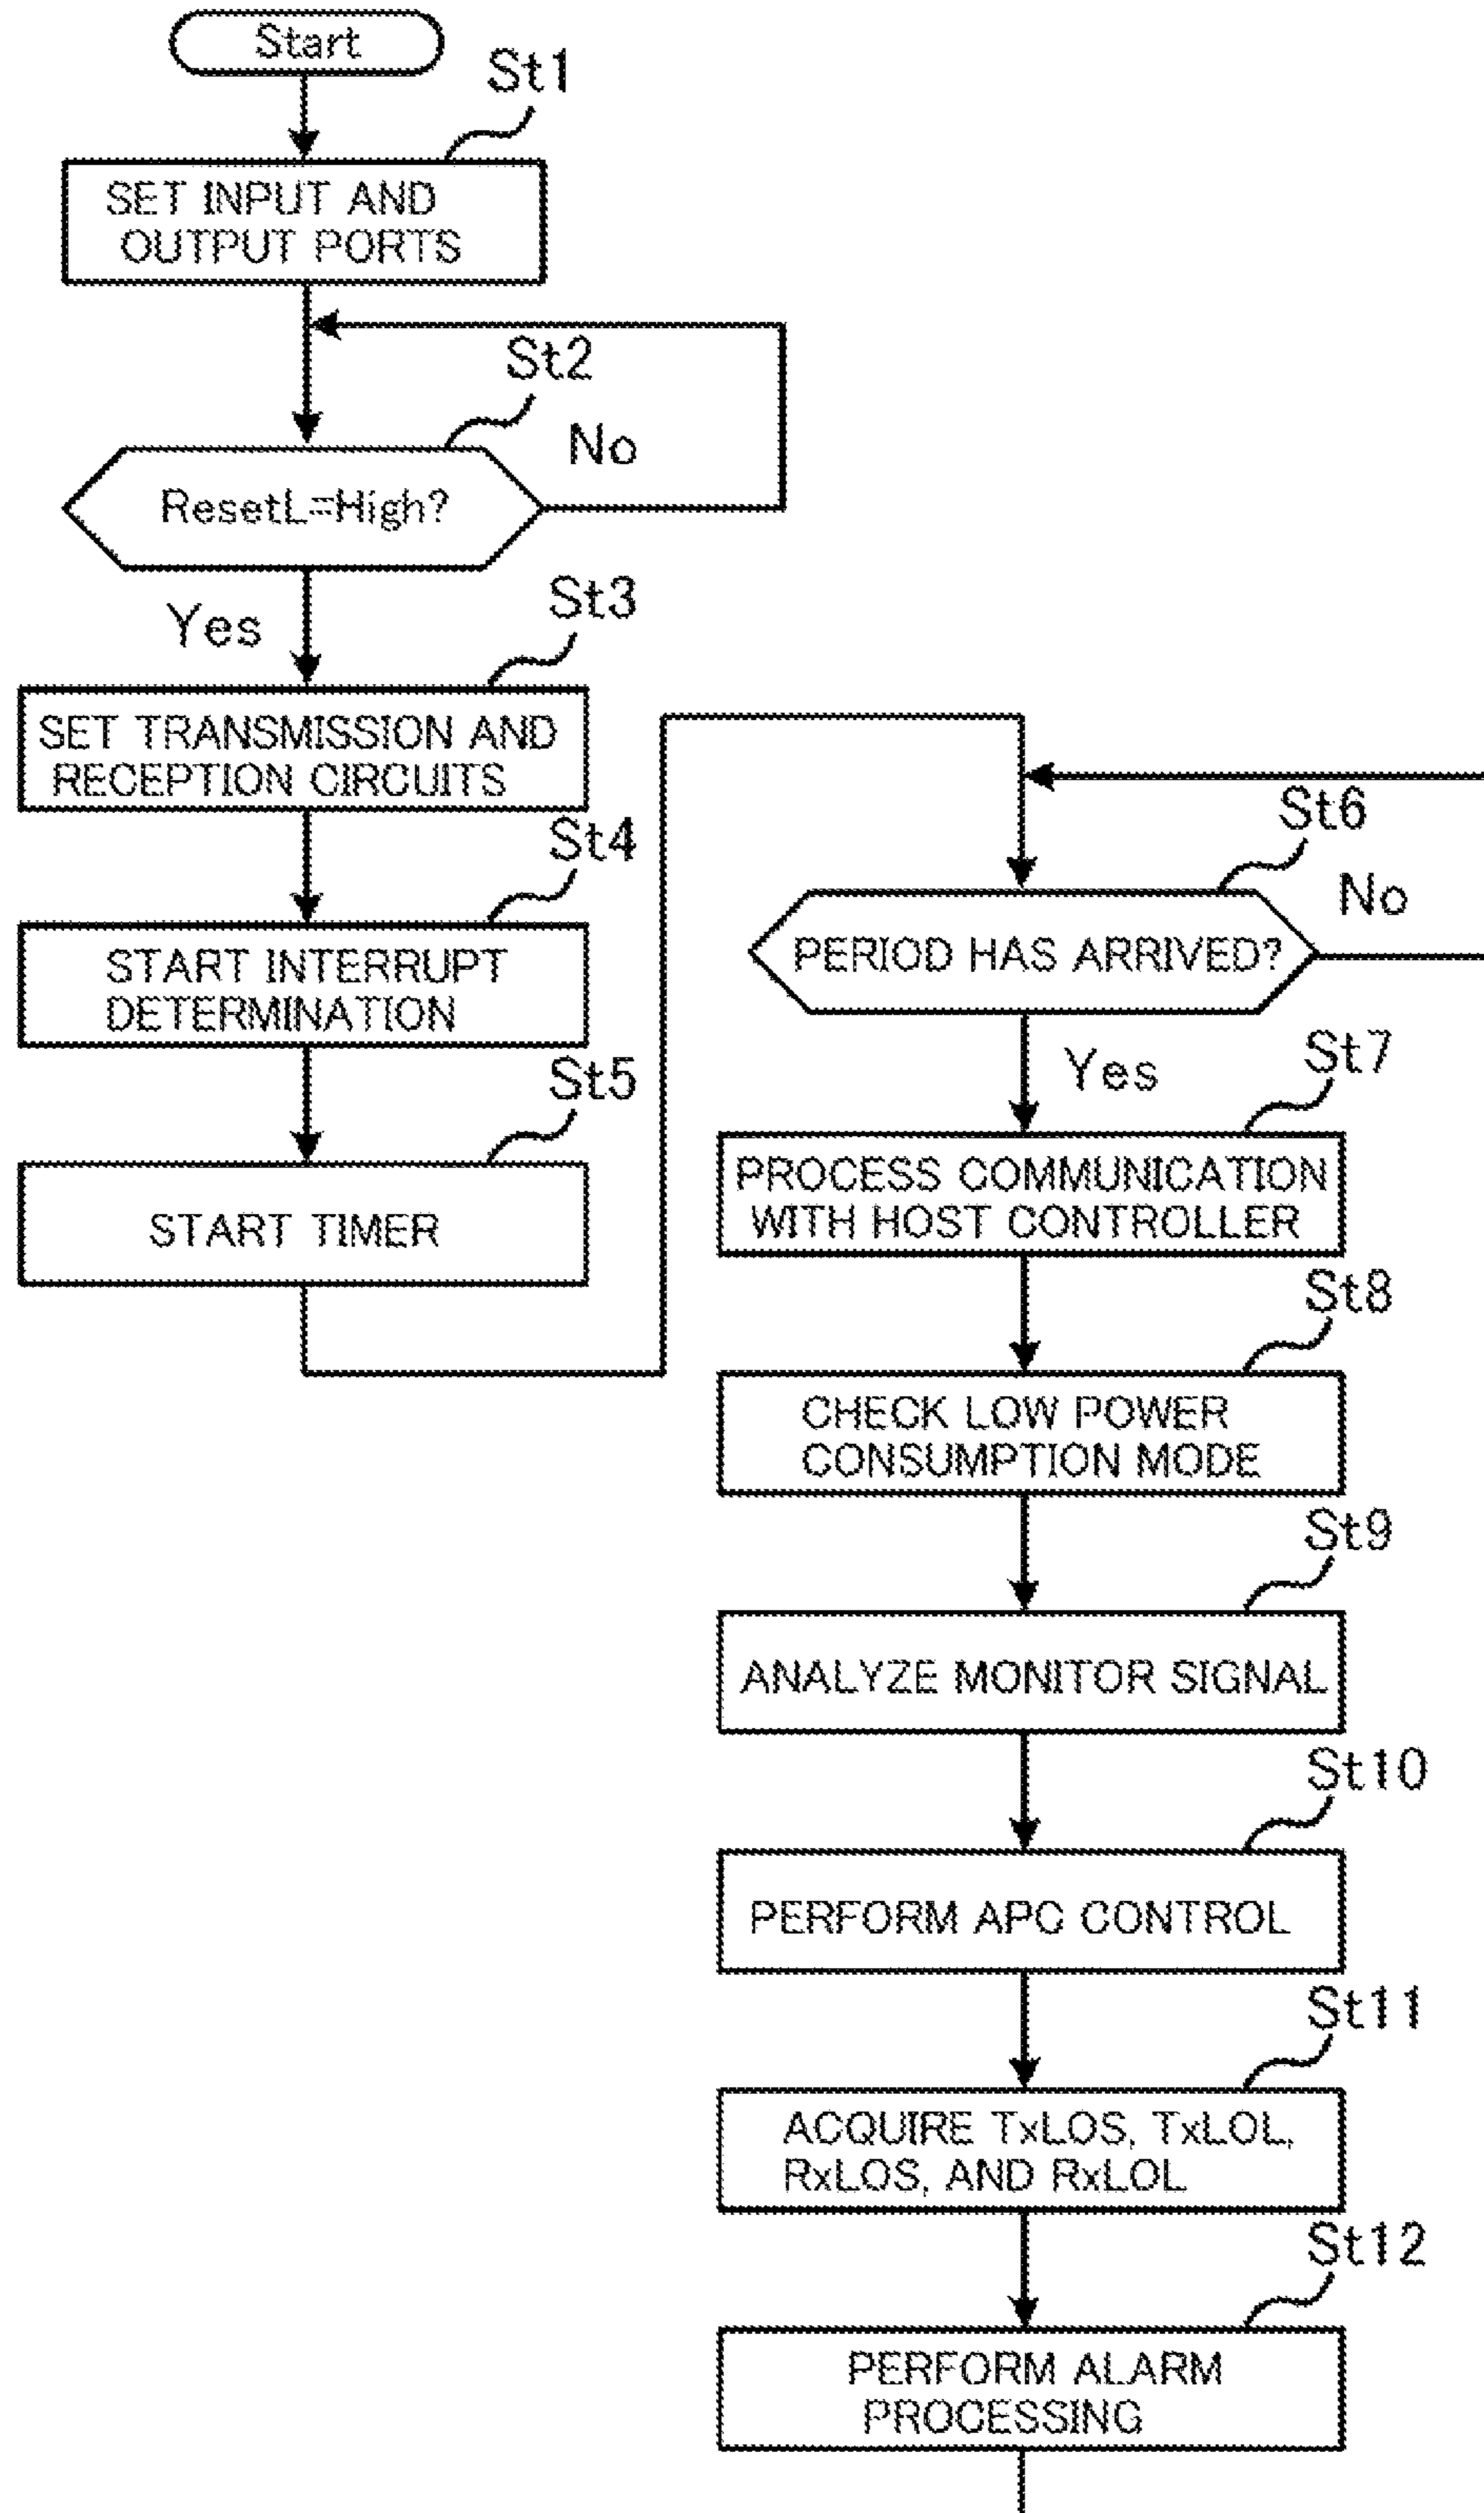 Start
St1
SET INPUT AND
OUTPUT PORTS
St2
No
ResetL=High?
Yes
St3
SET TRANSMISSION AND
RECEPTION CIRCUITS
St4
START INTERRUPT
DETERMINATION
St5
START TIMER
St6
No
PERIOD HAS ARRIVED?
Yes
St7
PROCESS COMMUNICATION
WITH HOST CONTROLLER
St8
CHECK LOW POWER
CONSUMPTION MODE
St9
ANALYZE MONITOR SIGNAL
St10
PERFORM APC CONTROL
St11
ACQUIRE TxLOS, TxLOL,
RxLOS, AND RxLOL
St12
PERFORM ALARM
PROCESSING